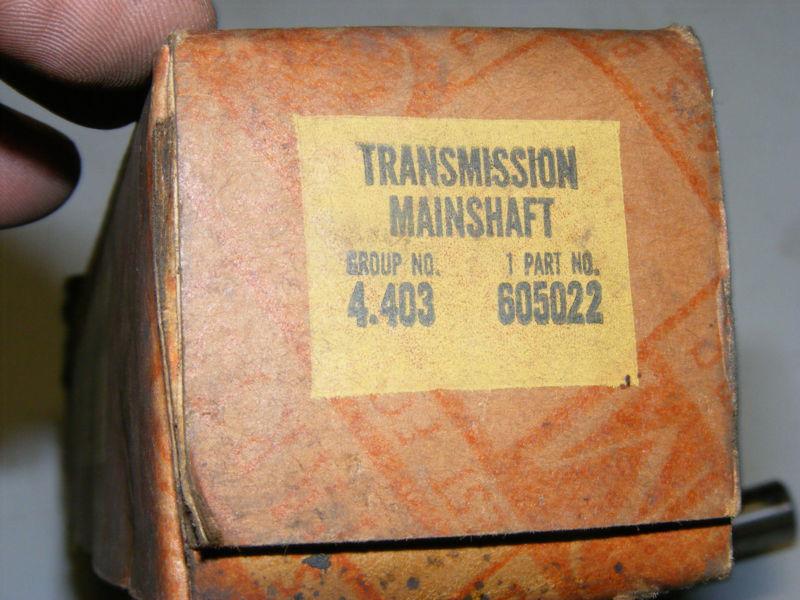 TRANSMISSION
MAINSHAFT
GROUP NO. 1 PART NO.
4.403 605022